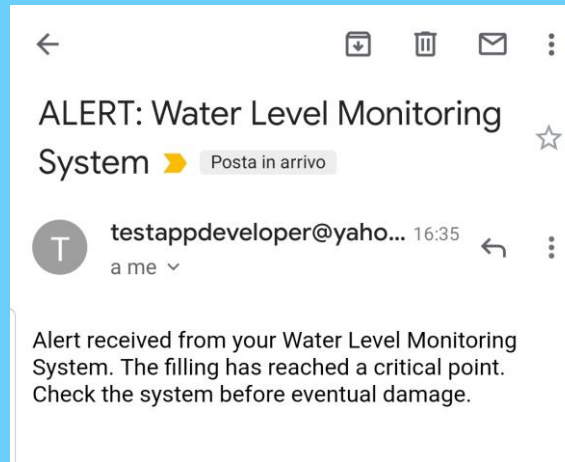 ALERT: Water Level Monitoring
System Posta in arrivo
T
testappdeveloper@yaho... 16:35
a me
Alert received from your Water Level Monitoring
System. The filling has reached a critical point.
Check the system before eventual damage.